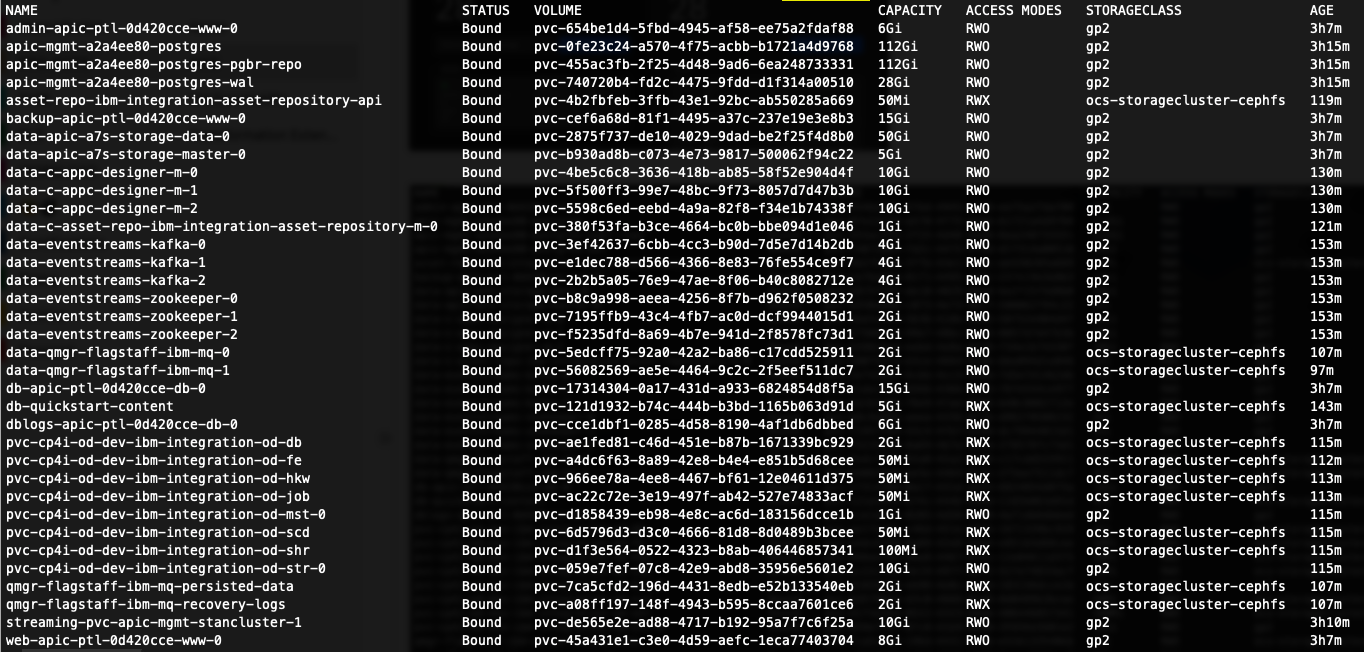 NAME STATUS VOLUME CAPACITY ACCESS MODES STORAGECLASS AGE
admin-apic-ptl-0d420cce-www-0 Bound pvc-654be1d4-5fbd-4945-af58-ee75a2fdaf88 6Gi RWO gp2 3h7m
apic-mgmt-a2a4ee80-postgres Bound pvc-0fe23c24-a570-4f75-acbb-b1721a4d9768 112Gi RWO gp2 3h15m
apic-mgmt-a2a4ee80-postgres-pgbr-repo Bound pvc-455ac3fb-2f25-4d48-9ad6-6ea248733331 112Gi RWO gp2 3h15m
apic-mgmt-a2a4ee80-postgres-wal Bound pvc-740720b4-fd2c-4475-9fdd-d1f314a00510 28Gi RWO gp2 3h15m
asset-repo-ibm-integration-asset-repository-api Bound pvc-4b2fbfeb-3ffb-43e1-92bc-ab550285a669 50Mi RWX ocs-storagecluster-cephfs 119m
backup-apic-ptl-0d420cce-www-0 Bound pvc-cef6a68d-81f1-4495-a37c-237e19e3e8b3 15Gi RWO gp2 3h7m
data-apic-a7s-storage-data-0 Bound pvc-2875f737-de10-4029-9dad-be2f25f4d8b0 50Gi RWO gp2 3h7m
data-apic-a7s-storage-master-0 Bound pvc-b930ad8b-c073-4e73-9817-500062f94c22 5Gi RWO gp2 3h7m
data-c-appc-designer-m-0 Bound pvc-4be5c6c8-3636-418b-ab85-58f52e904d4f 10Gi RWO gp2 130m
data-c-appc-designer-m-1 Bound pvc-5f500ff3-99e7-48bc-9f73-8057d7d47b3b 10Gi RWO gp2 130m
data-c-appc-designer-m-2 Bound pvc-5598c6ed-eebd-4a9a-82f8-f34e1b74338f 10Gi RWO gp2 130m
data-c-asset-repo-ibm-integration-asset-repository-m-0 Bound pvc-380f53fa-b3ce-4664-bc0b-bbe094d1e046 1Gi RWO gp2 121m
data-eventstreams-kafka-0 Bound pvc-3ef42637-6cbb-4cc3-b90d-7d5e7d14b2db 4Gi RWO gp2 153m
data-eventstreams-kafka-1 Bound pvc-e1dec788-d566-4366-8e83-76fe554ce9f7 4Gi RWO gp2 153m
data-eventstreams-kafka-2 Bound pvc-2b2b5a05-76e9-47ae-8f06-b40c8082712e 4Gi RWO gp2 153m
data-eventstreams-zookeeper-0 Bound pvc-b8c9a998-aeea-4256-8f7b-d962f0508232 2Gi RWO gp2 153m
data-eventstreams-zookeeper-1 Bound pvc-7195ffb9-43c4-4fb7-ac0d-dcf9944015d1 2Gi RWO gp2 153m
data-eventstreams-zookeeper-2 Bound pvc-f5235dfd-8a69-4b7e-941d-2f8578fc73d1 2Gi RWO gp2 153m
data-qmgr-flagstaff-ibm-mq-0 Bound pvc-5edcff75-92a0-42a2-ba86-c17cdd525911 2Gi RWO ocs-storagecluster-cephfs 107m
data-qmgr-flagstaff-ibm-mq-1 Bound pvc-56082569-ae5e-4464-9c2c-2f5eef511dc7 2Gi RWO ocs-storagecluster-cephfs 97m
db-apic-ptl-0d420cce-db-0 Bound pvc-17314304-0a17-431d-a933-6824854d8f5a 15Gi RWO gp2 3h7m
db-quickstart-content Bound pvc-121d1932-b74c-444b-b3bd-1165b063d91d 5Gi RWX ocs-storagecluster-cephfs 143m
dblogs-apic-ptl-0d420cce-db-0 Bound pvc-cce1dbf1-0285-4d58-8190-4af1db6dbbed 6Gi RWO gp2 3h7m
pvc-cp4i-od-dev-ibm-integration-od-db Bound pvc-ae1fed81-c46d-451e-b87b-1671339bc929 2Gi RWX ocs-storagecluster-cephfs 115m
pvc-cp4i-od-dev-ibm-integration-od-fe Bound pvc-a4dc6f63-8a89-42e8-b4e4-e851b5d68cee 50Mi RWX ocs-storagecluster-cephfs 112m
pvc-cp4i-od-dev-ibm-integration-od-hkw Bound pvc-966ee78a-4ee8-4467-bf61-12e04611d375 50Mi RWX ocs-storagecluster-cephfs 113m
pvc-cp4i-od-dev-ibm-integration-od-job Bound pvc-ac22c72e-3e19-497f-ab42-527e74833acf 50Mi RWX ocs-storagecluster-cephfs 113m
pvc-cp4i-od-dev-ibm-integration-od-mst-0 Bound pvc-d1858439-eb98-4e8c-ac6d-183156dcce1b 1Gi RWO gp2 115m
pvc-cp4i-od-dev-ibm-integration-od-scd Bound pvc-6d5796d3-d3c0-4666-81d8-8d0489b3bcee 50Mi RWX ocs-storagecluster-cephfs 115m
pvc-cp4i-od-dev-ibm-integration-od-shr Bound pvc-d1f3e564-0522-4323-b8ab-406446857341 100Mi RWX ocs-storagecluster-cephfs 115m
pvc-cp4i-od-dev-ibm-integration-od-str-0 Bound pvc-059e7fef-07c8-42e9-abd8-35956e5601e2 10Gi RWO gp2 115m
qmgr-flagstaff-ibm-mq-persisted-data Bound pvc-7ca5cfd2-196d-4431-8edb-e52b133540eb 2Gi RWX ocs-storagecluster-cephfs 107m
qmgr-flagstaff-ibm-mq-recovery-logs Bound pvc-a08ff197-148f-4943-b595-8ccaa7601ce6 2Gi RWX ocs-storagecluster-cephfs 107m
streaming-pvc-apic-mgmt-stancluster-1 Bound pvc-de565e2e-ad88-4717-b192-95a7f7c6f25a 10Gi RWO gp2 3h10m
web-apic-ptl-0d420cce-www-0 Bound pvc-45a431e1-c3e0-4d59-aefc-1eca77403704 8Gi RWO gp2 3h7m